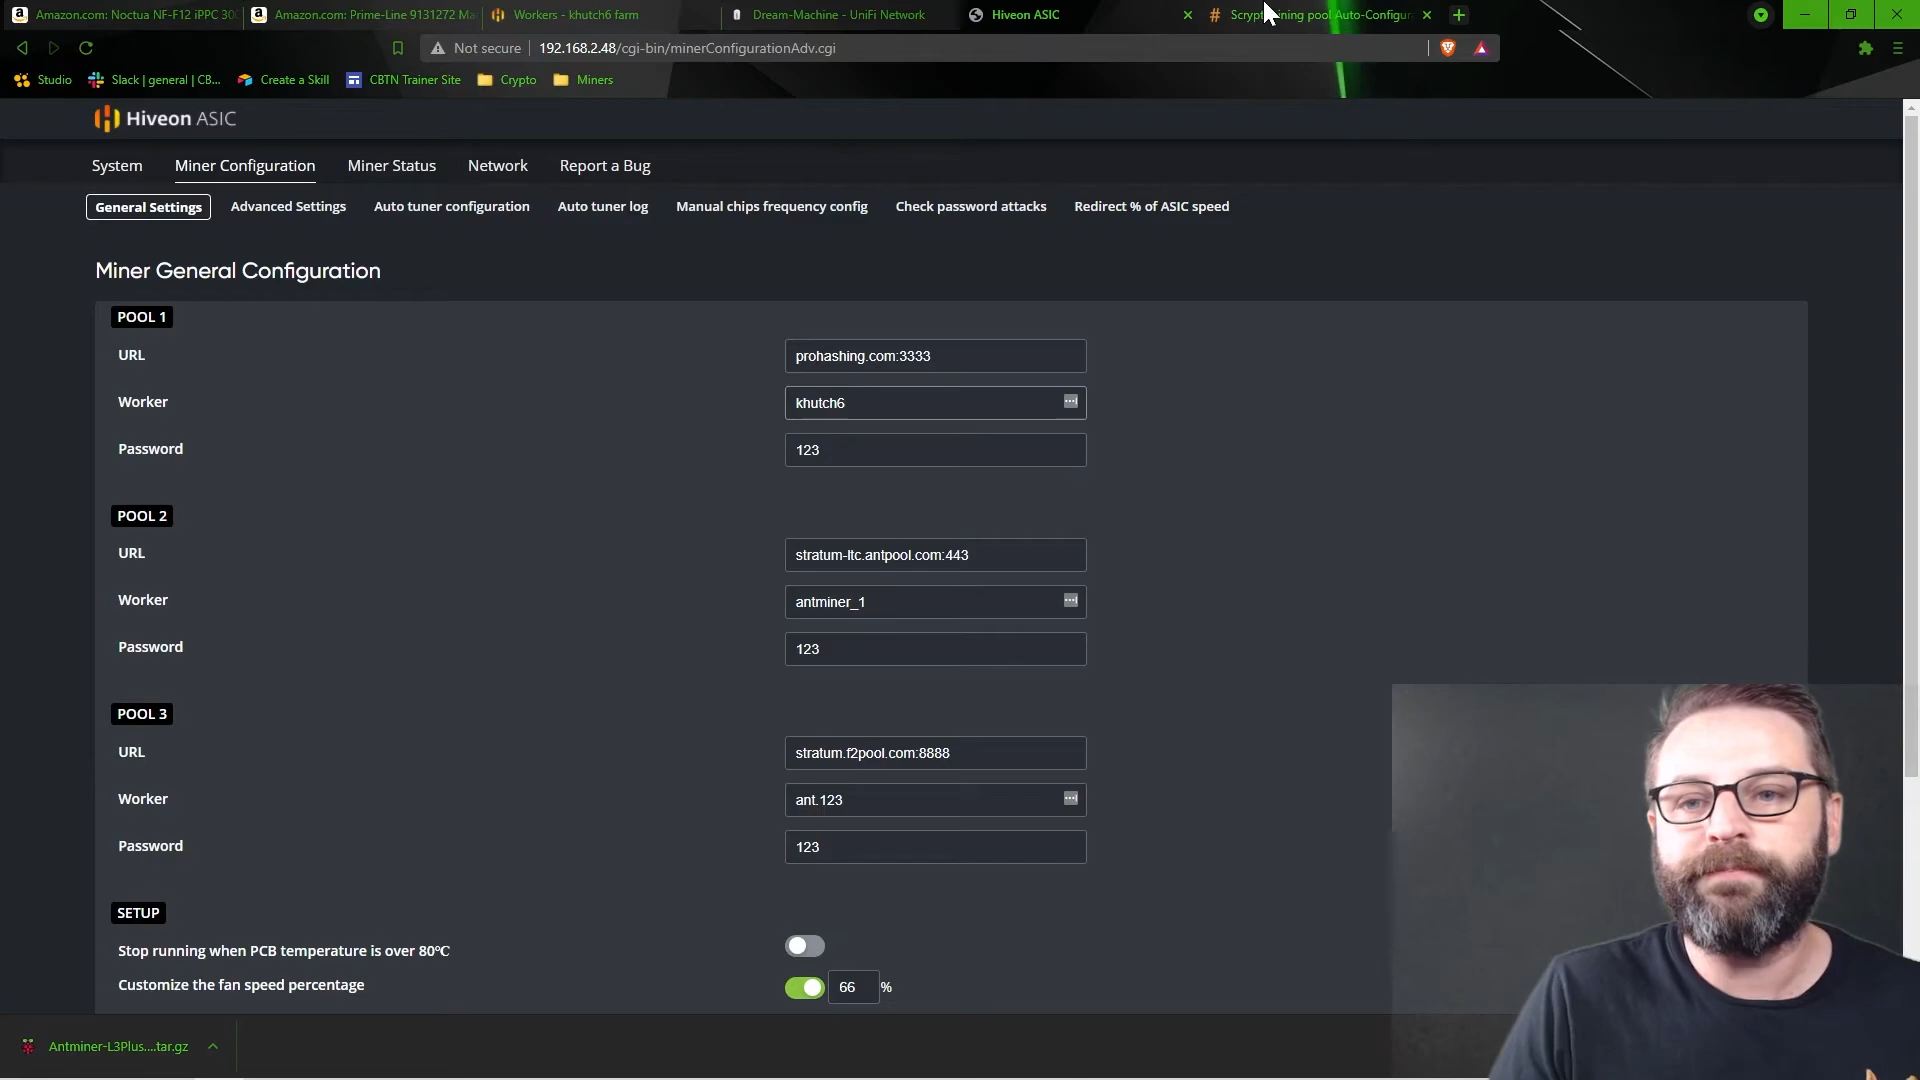 Amazon.com: Noctua NF-F12 iPPC 300
Amazon.com: Prime-Line 9131272 Ma
Workers - khutch6 farm
Dream-Machine - UniFi Network
Hiveon ASIC
Scrypt mining pool Auto-Configur
Not secure 192.168.2.48/cgi-bin/minerConfigurationAdv.cgi
Studio
Slack | general | CB...
Create a Skill
CBTN Trainer Site
Crypto
Miners
Hiveon ASIC
System
Miner Configuration
Miner Status
Network
Report a Bug
General Settings
Advanced Settings
Auto tuner configuration
Auto tuner log
Manual chips frequency config
Check password attacks
Redirect % of ASIC speed
Miner General Configuration
POOL 1
URL prohashing.com:3333
Worker khutch6
Password 123
POOL 2
URL stratum-ltc.antpool.com:443
Worker antminer_1
Password 123
POOL 3
URL stratum.f2pool.com:8888
Worker ant.123
Password 123
SETUP
Stop running when PCB temperature is over 80℃
Customize the fan speed percentage 66 %
Antminer-L3Plus....tar.gz